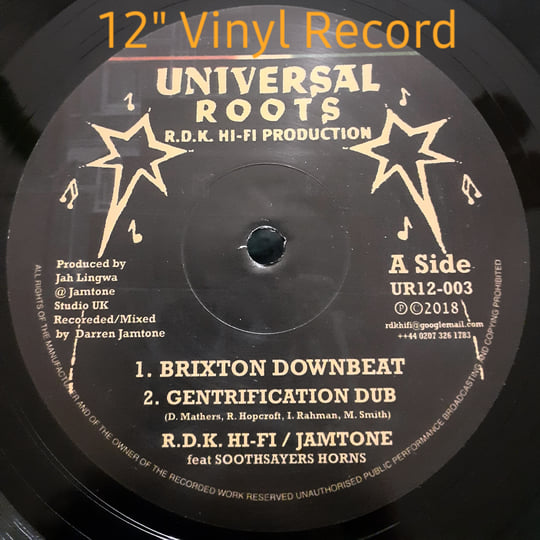 12" Vinyl Record
UNIVERSAL
ROOTS
R.D.K. HI-FI PRODUCTION
Produced by
Jah Lingwa
@ Jamtone
Studio UK
Recoreded/Mixed
by Darren Jamtone
A Side
UR12-003
Ⓟ©2018
rdkhifi@googlemail.com
++44 0207 326 1783
1. BRIXTON DOWNBEAT
2. GENTRIFICATION DUB
(D. Mathers, R. Hopcroft, I. Rahman, M. Smith)
R.D.K. HI-FI / JAMTONE
feat SOOTHSAYERS HORNS
ALL RIGHTS OF THE MANUFACTURER AND OF THE OWNER OF THE RECORDED WORK RESERVED UNAUTHORISED PUBLIC PERFORMANCE BROADCASTING AND COPYING PROHIBITED